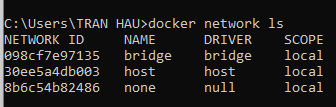 C:\Users\TRAN HAU>docker network ls
NETWORK ID     NAME      DRIVER    SCOPE
098cf7e97135   bridge    bridge    local
30ee5a4db003   host      host      local
8b6c54b82486   none      null      local